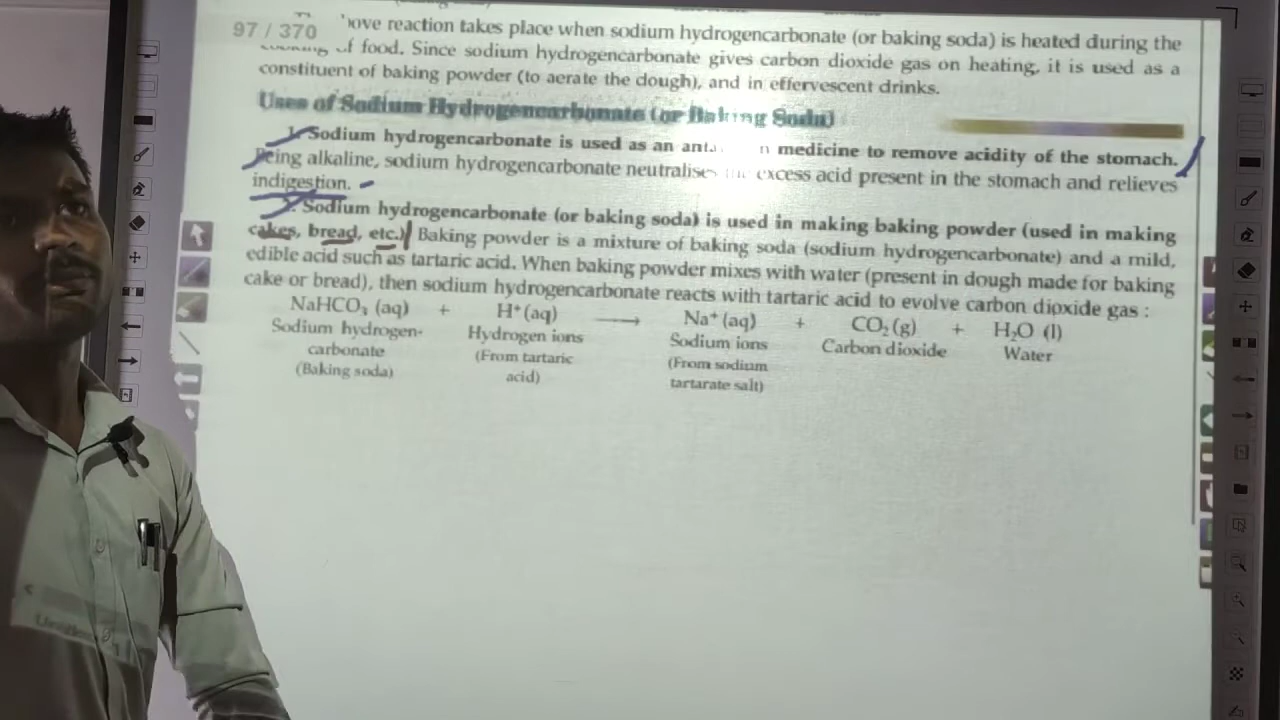 97 / 370
ove reaction takes place when sodium hydrogencarbonate (or baking soda) is heated during the
of food. Since sodium hydrogencarbonate gives carbon dioxide gas on heating, it is used as a
constituent of baking powder (to aerate the dough), and in effervescent drinks.
Uses of Sodium Hydrogencarbonate (or Baking Soda)
1. Sodium hydrogencarbonate is used as an anta n medicine to remove acidity of the stomach.
Being alkaline, sodium hydrogencarbonate neutralises excess acid present in the stomach and relieves
indigestion.
2. Sodium hydrogencarbonate (or baking soda) is used in making baking powder (used in making
cakes, bread, etc.) Baking powder is a mixture of baking soda (sodium hydrogencarbonate) and a mild,
edible acid such as tartaric acid. When baking powder mixes with water (present in dough made for baking
cake or bread), then sodium hydrogencarbonate reacts with tartaric acid to evolve carbon dioxide gas :
NaHCO₃ (aq) + H⁺ (aq) ⟶ Na⁺ (aq) + CO₂ (g) + H₂O (l)
Sodium hydrogen- Hydrogen ions Sodium ions Carbon dioxide Water
carbonate (From tartaric (From sodium
(Baking soda) acid) tartarate salt)